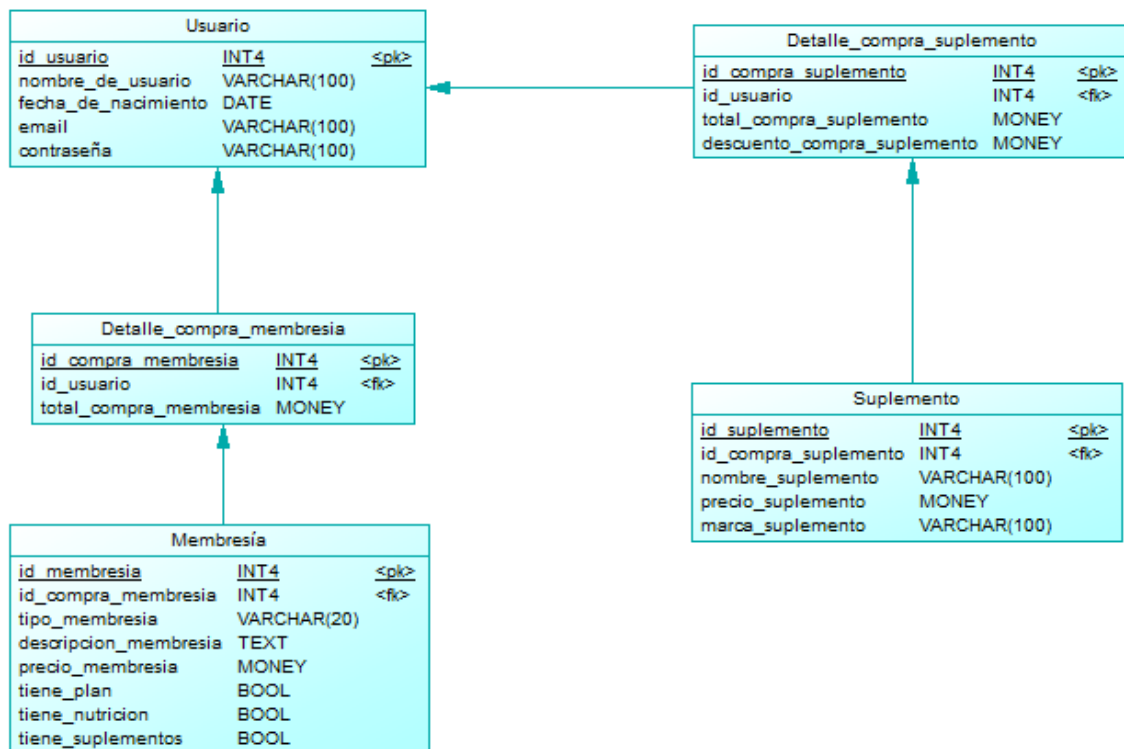 Usuario
id_usuario INT4 <pk>
nombre_de_usuario VARCHAR(100)
fecha_de_nacimiento DATE
email VARCHAR(100)
contraseña VARCHAR(100)
Detalle_compra_suplemento
id_compra_suplemento INT4 <pk>
id_usuario INT4 <fk>
total_compra_suplemento MONEY
descuento_compra_suplemento MONEY
Detalle_compra_membresia
id_compra_membresia INT4 <pk>
id_usuario INT4 <fk>
total_compra_membresia MONEY
Suplemento
id_suplemento INT4 <pk>
id_compra_suplemento INT4 <fk>
nombre_suplemento VARCHAR(100)
precio_suplemento MONEY
marca_suplemento VARCHAR(100)
Membresía
id_membresia INT4 <pk>
id_compra_membresia INT4 <fk>
tipo_membresia VARCHAR(20)
descripcion_membresia TEXT
precio_membresia MONEY
tiene_plan BOOL
tiene_nutricion BOOL
tiene_suplementos BOOL